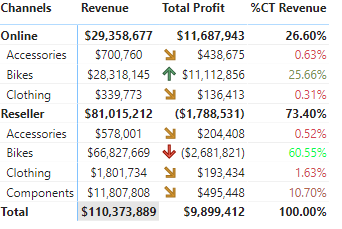 Channels Revenue Total Profit %CT Revenue
Online $29,358,677 $11,687,943 26.60%
Accessories $700,760 $438,675 0.63%
Bikes $28,318,145 $11,112,856 25.66%
Clothing $339,773 $136,413 0.31%
Reseller $81,015,212 ($1,788,531) 73.40%
Accessories $578,001 $204,408 0.52%
Bikes $66,827,669 ($2,681,821) 60.55%
Clothing $1,801,734 $193,434 1.63%
Components $11,807,808 $495,448 10.70%
Total $110,373,889 $9,899,412 100.00%